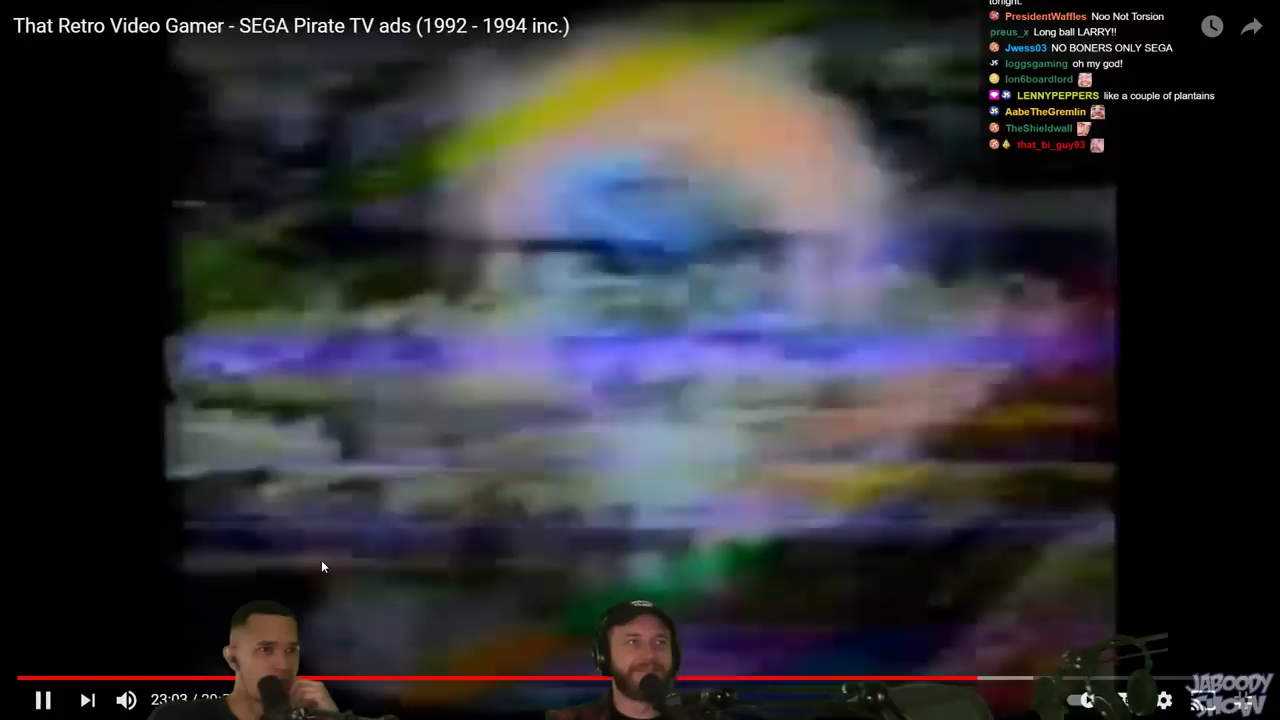 That Retro Video Gamer - SEGA Pirate TV ads (1992 - 1994 inc.)
tonight.
PresidentWaffles Noo Not Torsion
preus_x Long ball LARRY!!
Jwess03 NO BONERS ONLY SEGA
loggsgaming oh my god!
lon6boardlord
LENNYPEPPERS like a couple of plantains
AabeTheGremlin
TheShieldwall
that_bi_guy93
23:03 /
JABOODY
SHOW